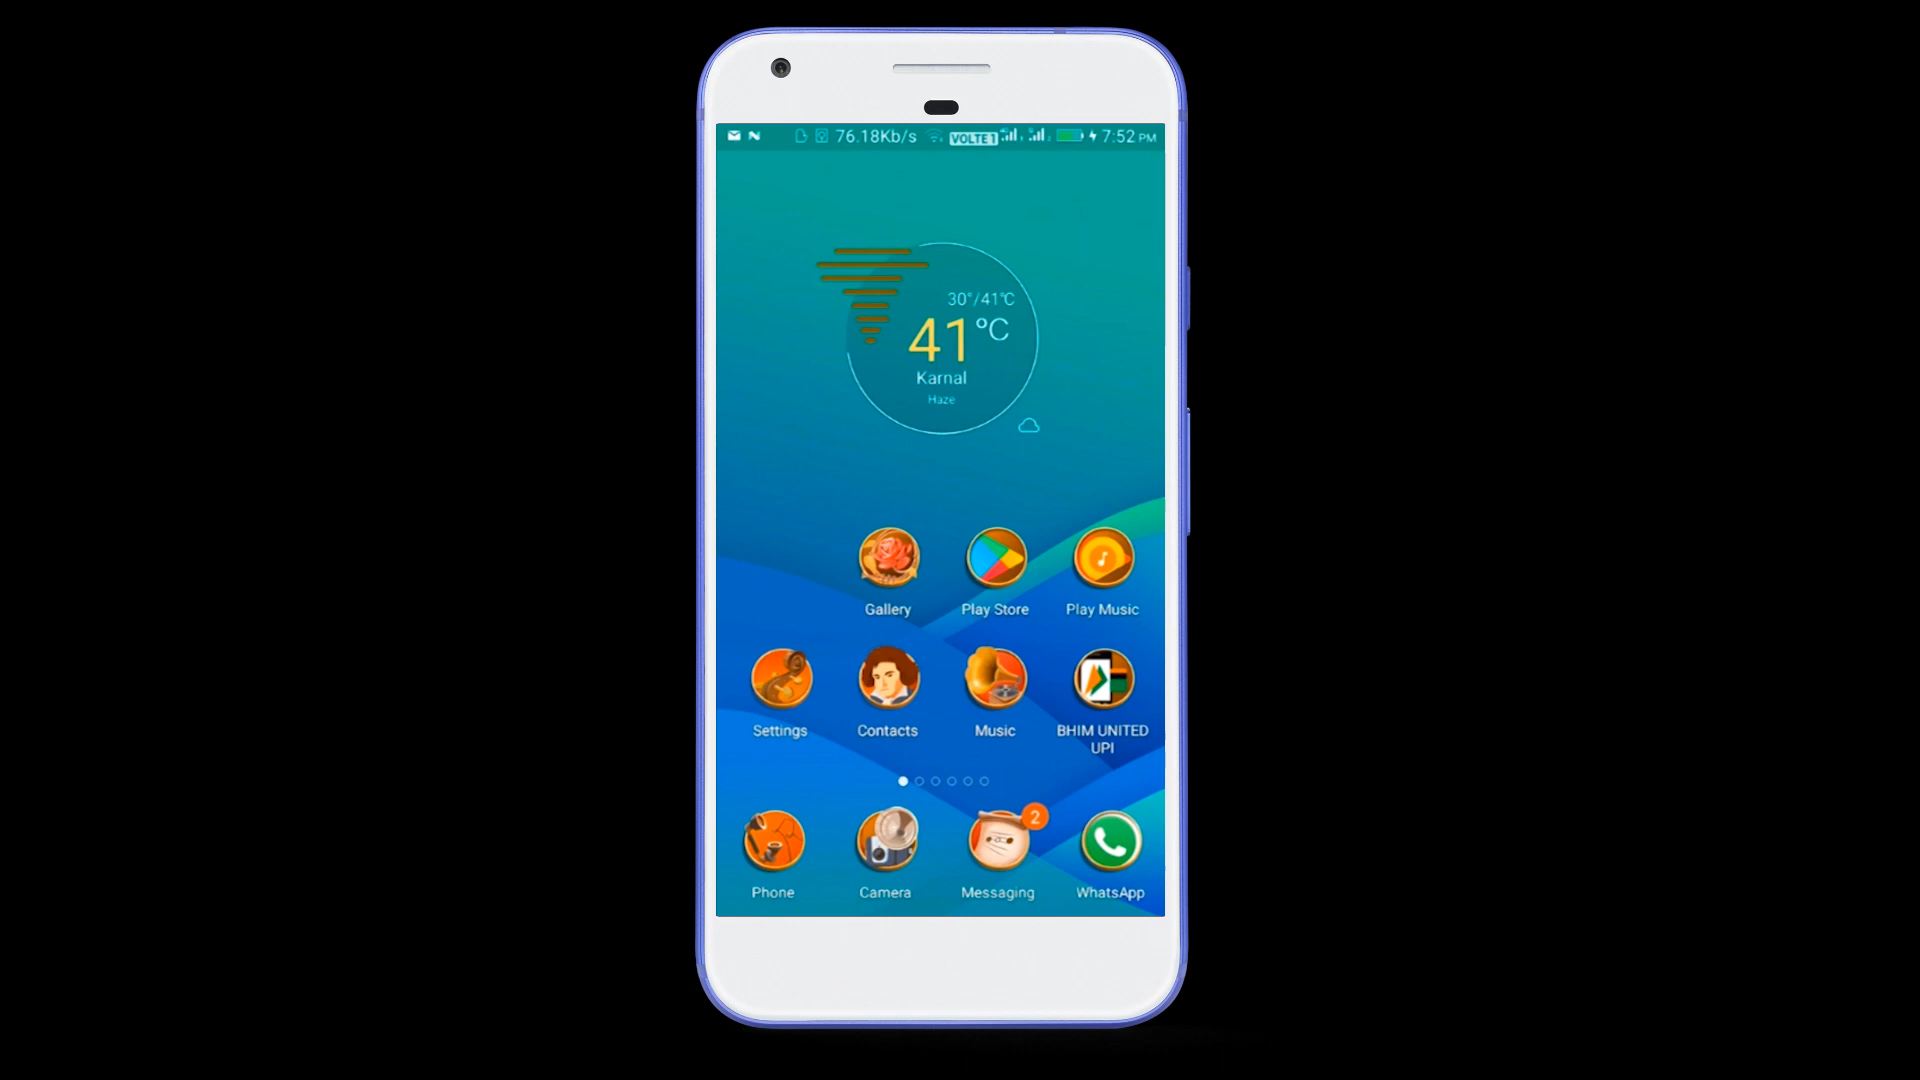 76.18Kb/s VOLTE 1 7:52 PM
30°/41°C
41°C
Karnal
Haze
Gallery Play Store Play Music
Settings Contacts Music BHIM UNITED
UPI
2
Phone Camera Messaging WhatsApp